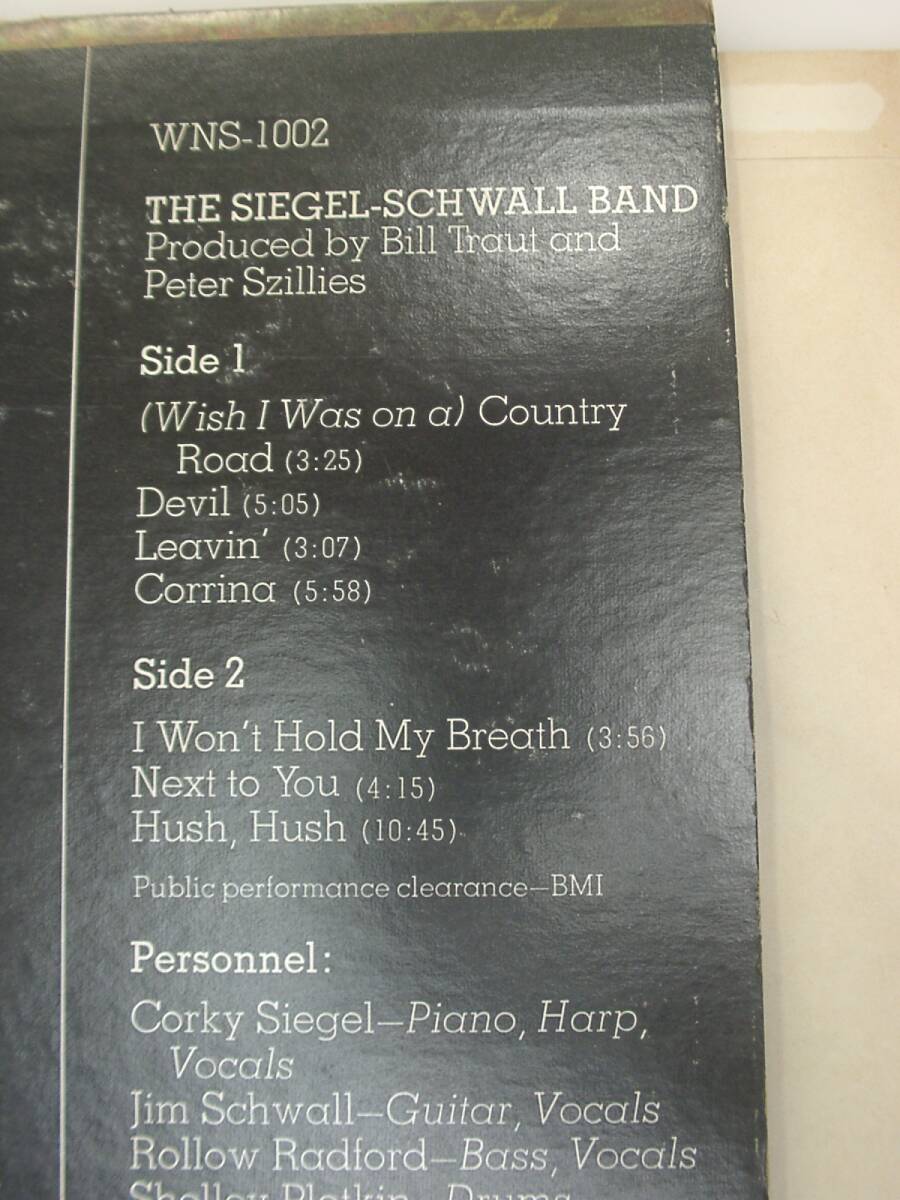 WNS-1002
THE SIEGEL-SCHWALL BAND
Produced by Bill Traut and
Peter Szillies
Side 1
(Wish I Was on a) Country
Road (3:25)
Devil (5:05)
Leavin' (3:07)
Corrina (5:58)
Side 2
I Won't Hold My Breath (3:56)
Next to You (4:15)
Hush, Hush (10:45)
Public performance clearance—BMI
Personnel:
Corky Siegel—Piano, Harp,
Vocals
Jim Schwall—Guitar, Vocals
Rollow Radford—Bass, Vocals
Shelley Plotkin—Drums